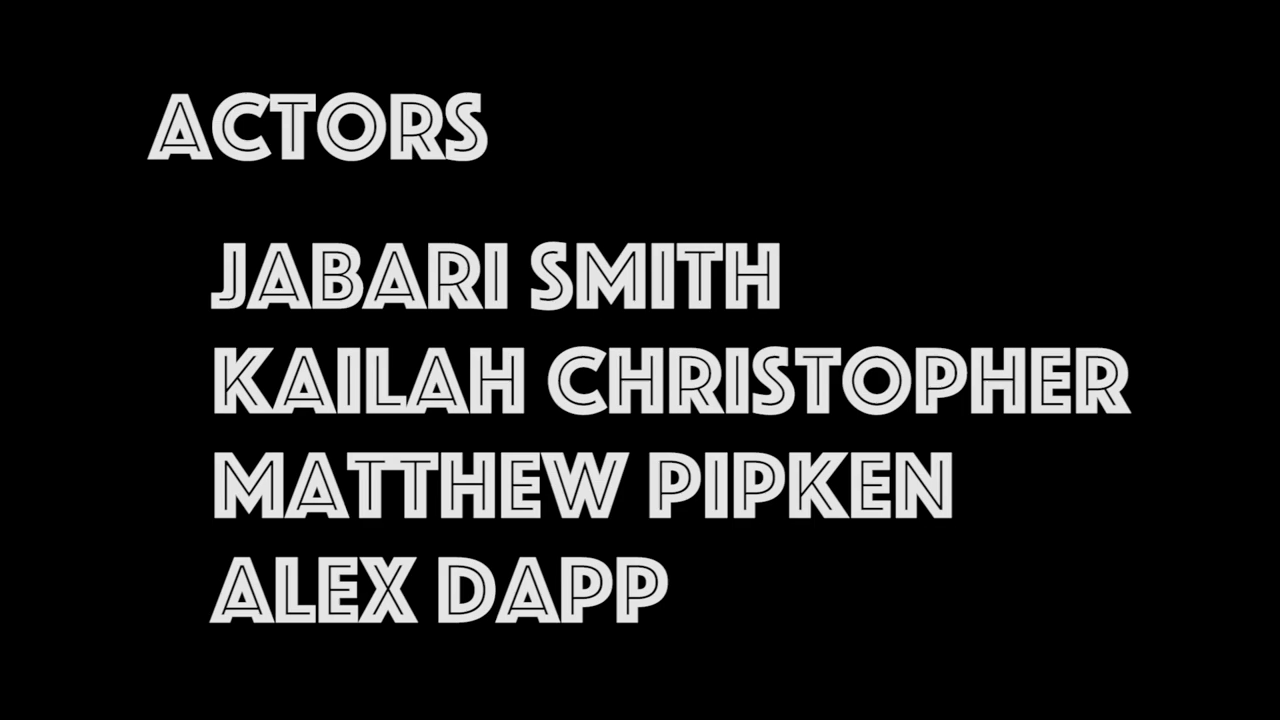 ACTORS
JABARI SMITH
KAILAH CHRISTOPHER
MATTHEW PIPKEN
ALEX DAPP